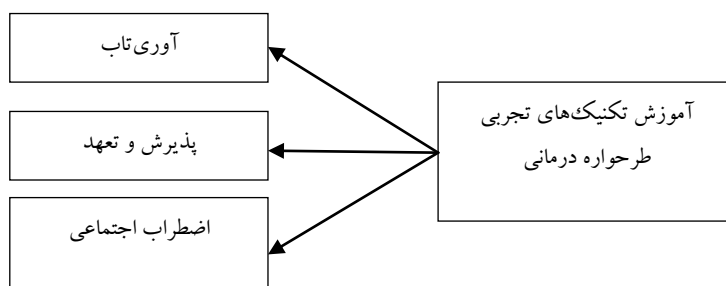 آموزش تکنیک‌های تجربی
طرحواره درمانی
آوری‌تاب
پذیرش و تعهد
اضطراب اجتماعی